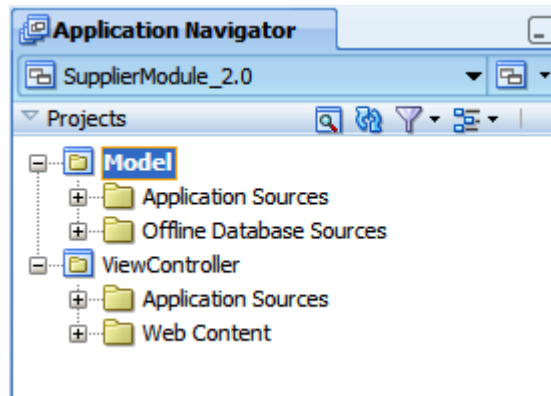 Application Navigator
SupplierModule_2.0
Projects
Model
Application Sources
Offline Database Sources
ViewController
Application Sources
Web Content